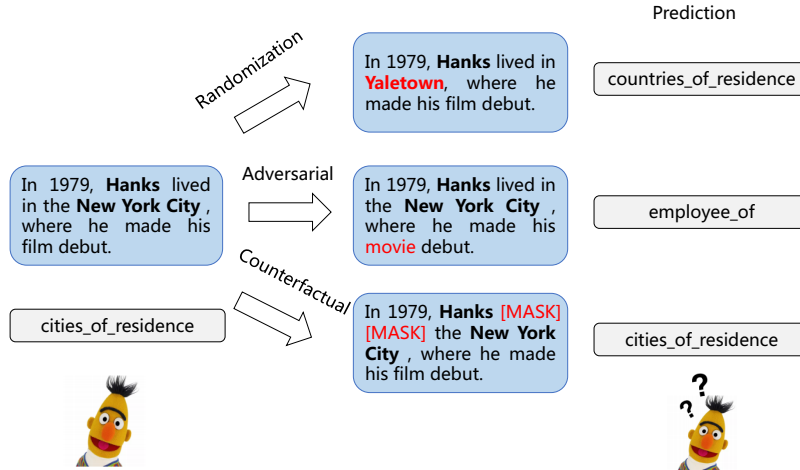 Prediction
Randomization
In 1979, Hanks lived in
Yaletown, where he
made his film debut.
countries_of_residence
In 1979, Hanks lived
in the New York City ,
where he made his
film debut.
Adversarial
In 1979, Hanks lived in
the New York City ,
where he made his
movie debut.
employee_of
cities_of_residence
Counterfactual
In 1979, Hanks [MASK]
[MASK] the New York
City , where he made
his film debut.
cities_of_residence
? ?